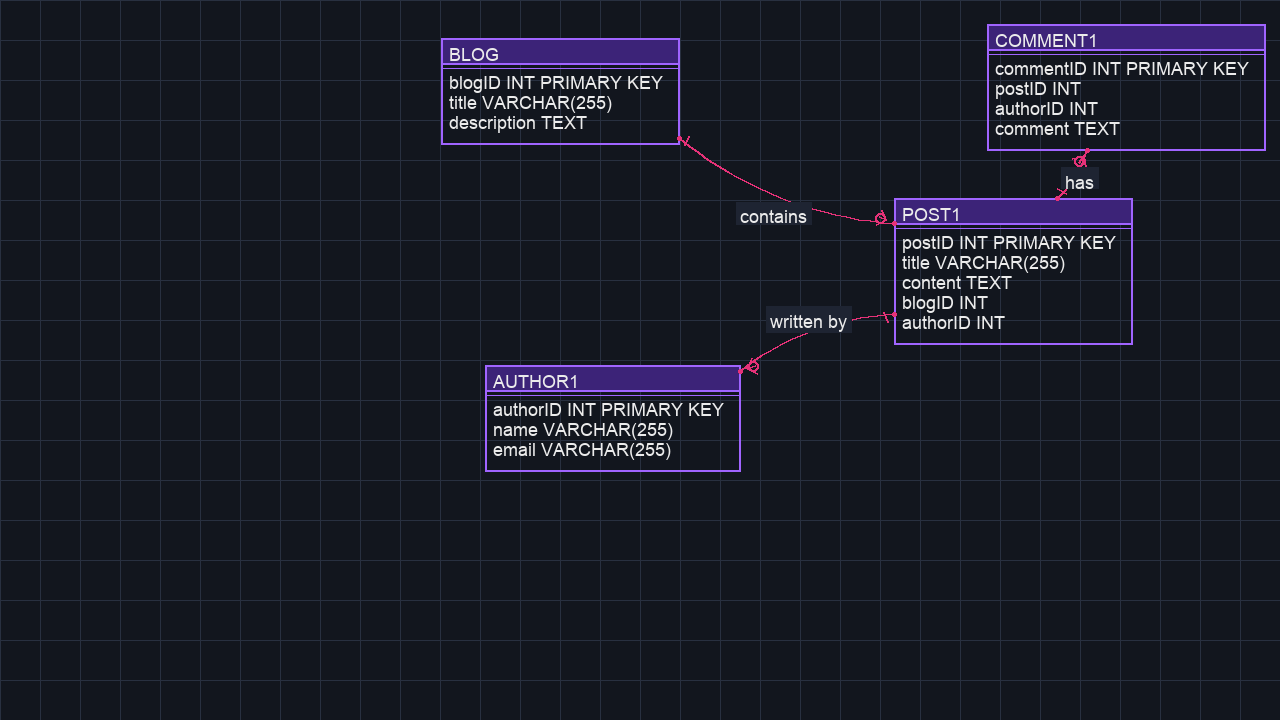 BLOG
blogID INT PRIMARY KEY
title VARCHAR(255)
description TEXT
COMMENT1
commentID INT PRIMARY KEY
postID INT
authorID INT
comment TEXT
has
contains
POST1
postID INT PRIMARY KEY
title VARCHAR(255)
content TEXT
blogID INT
authorID INT
written by
AUTHOR1
authorID INT PRIMARY KEY
name VARCHAR(255)
email VARCHAR(255)